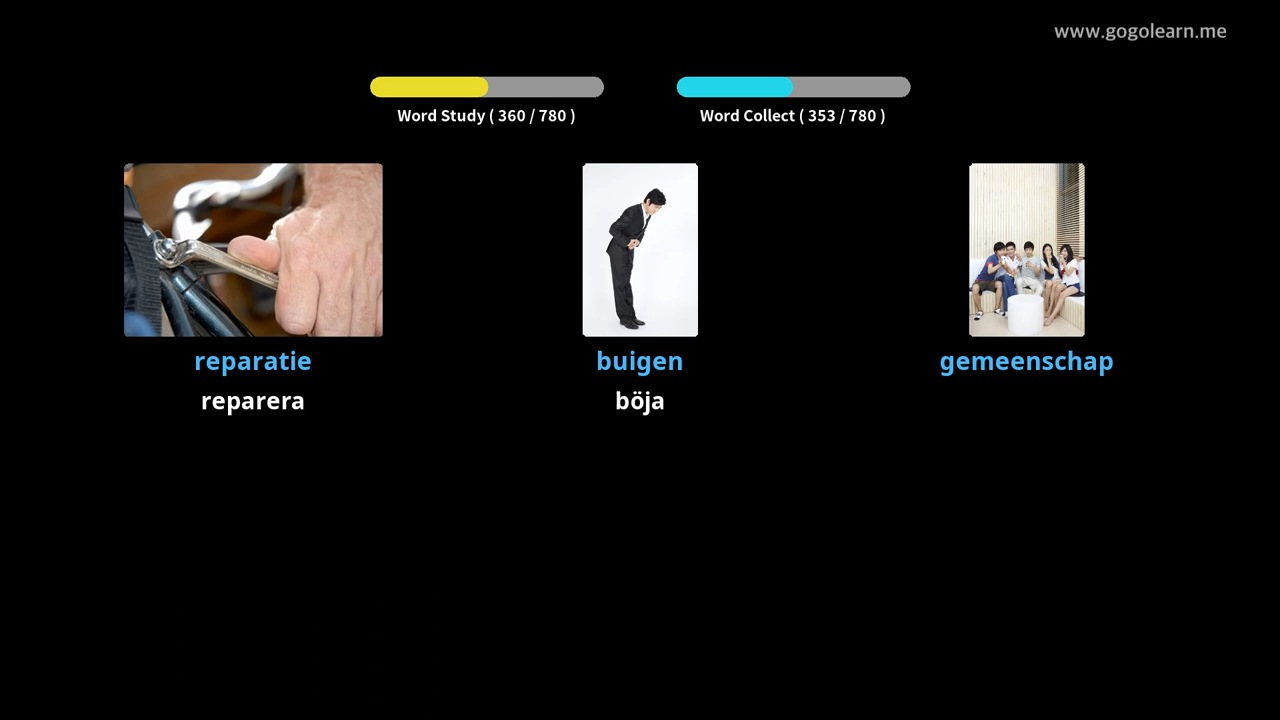 www.gogolearn.me
Word Study ( 360 / 780 )
Word Collect ( 353 / 780 )
reparatie
buigen
gemeenschap
reparera
böja